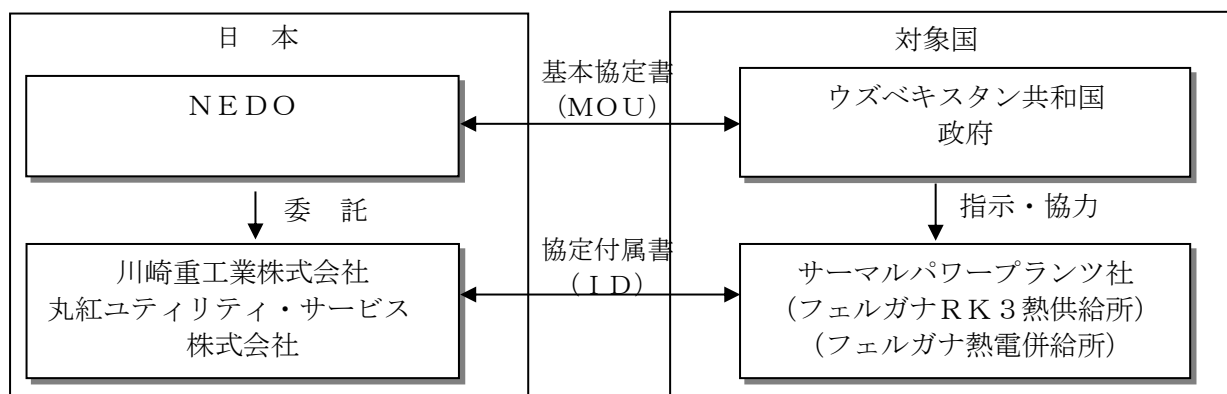 日　本
ＮＥＤＯ
委　託
川崎重工業株式会社
丸紅ユティリティ・サービス
株式会社
基本協定書
（ＭＯＵ）
協定付属書
（ＩＤ）
対象国
ウズベキスタン共和国
政府
指示・協力
サーマルパワープランツ社
（フェルガナＲＫ３熱供給所）
（フェルガナ熱電併給所）